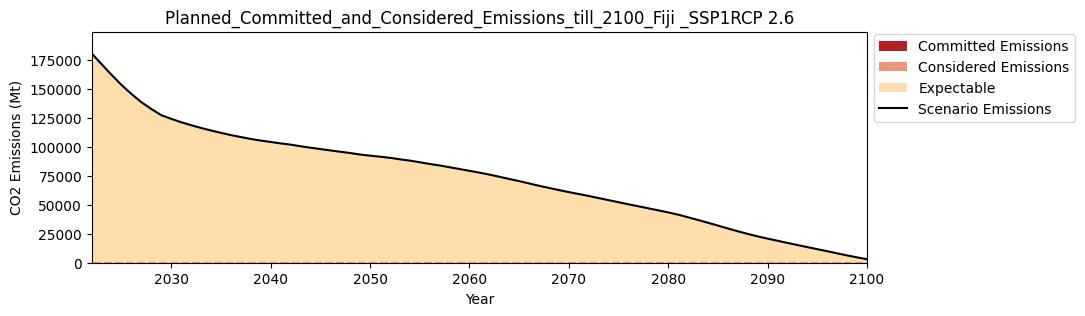 Planned_Committed_and_Considered_Emissions_till_2100_Fiji _SSP1RCP 2.6
CO2 Emissions (Mt)
175000
150000
125000
100000
75000
50000
25000
0
2030 2040 2050 2060 2070 2080 2090 2100
Year
Committed Emissions
Considered Emissions
Expectable
Scenario Emissions